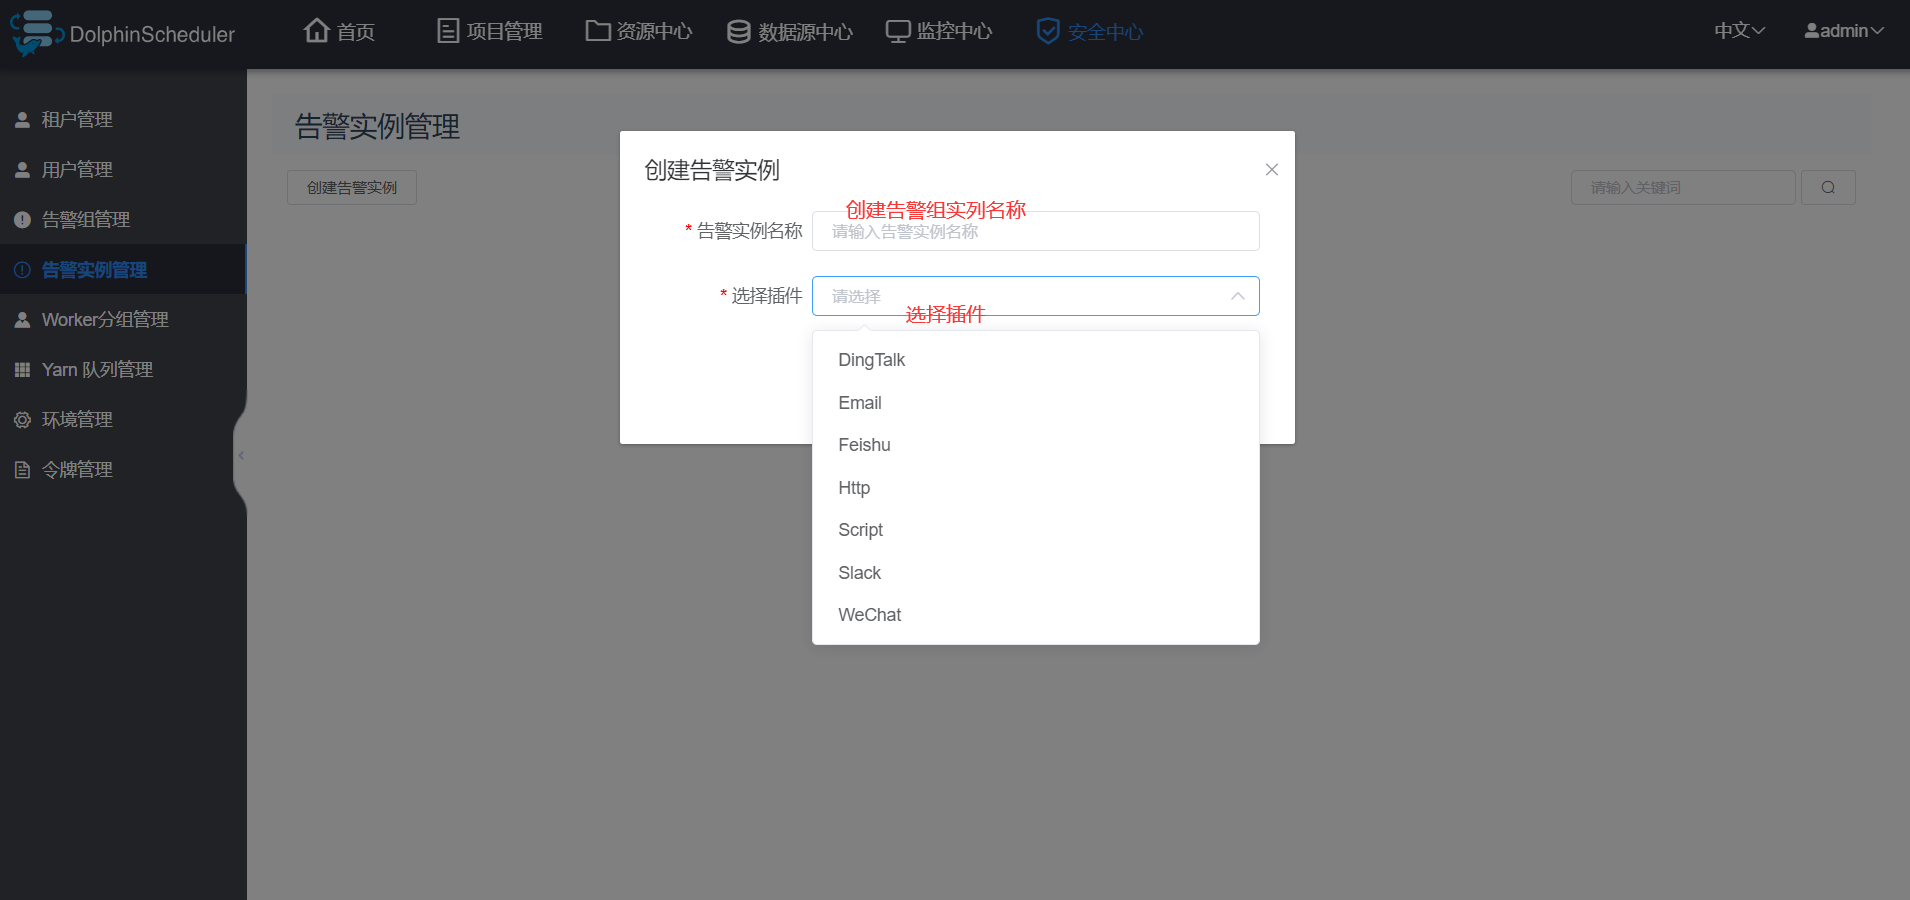 DolphinScheduler
首页
项目管理
资源中心
数据源中心
监控中心
安全中心
中文
admin
租户管理
用户管理
告警组管理
告警实例管理
Worker分组管理
Yarn 队列管理
环境管理
令牌管理
告警实例管理
创建告警实例
请输入关键词
创建告警实例
创建告警组实列名称
* 告警实例名称
请输入告警实例名称
* 选择插件
请选择
选择插件
DingTalk
Email
Feishu
Http
Script
Slack
WeChat